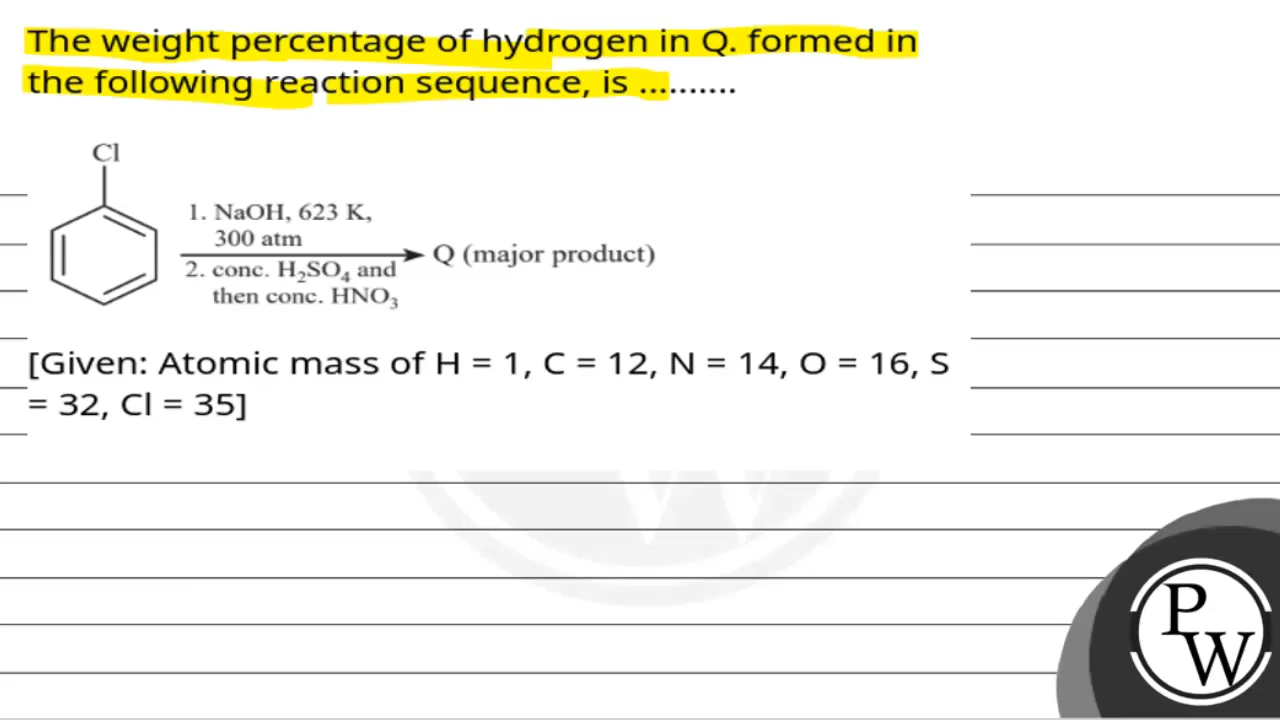 The weight percentage of hydrogen in Q. formed in
the following reaction sequence, is ..........
Cl
1. NaOH, 623 K,
300 atm
2. conc. H₂SO₄ and
then conc. HNO₃
Q (major product)
[Given: Atomic mass of H = 1, C = 12, N = 14, O = 16, S
= 32, Cl = 35]
P
W